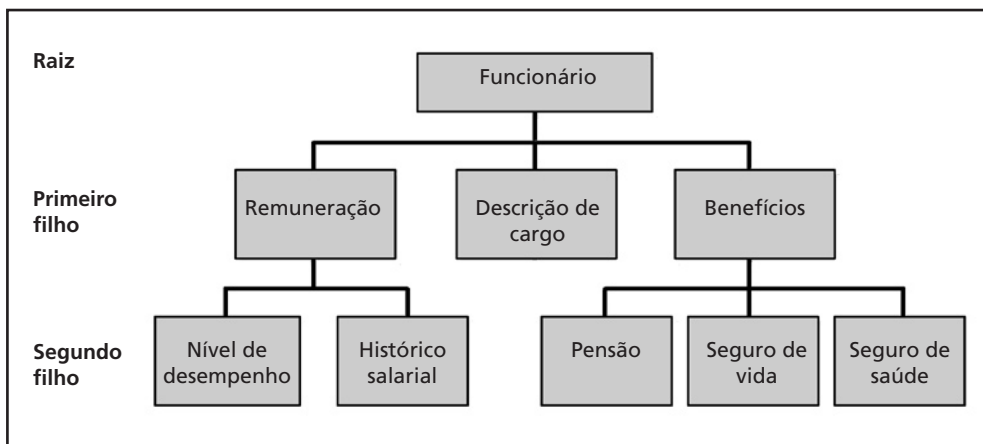 Raiz
Funcionário
Primeiro
filho
Remuneração
Descrição de
cargo
Benefícios
Segundo
filho
Nível de
desempenho
Histórico
salarial
Pensão
Seguro de
vida
Seguro de
saúde